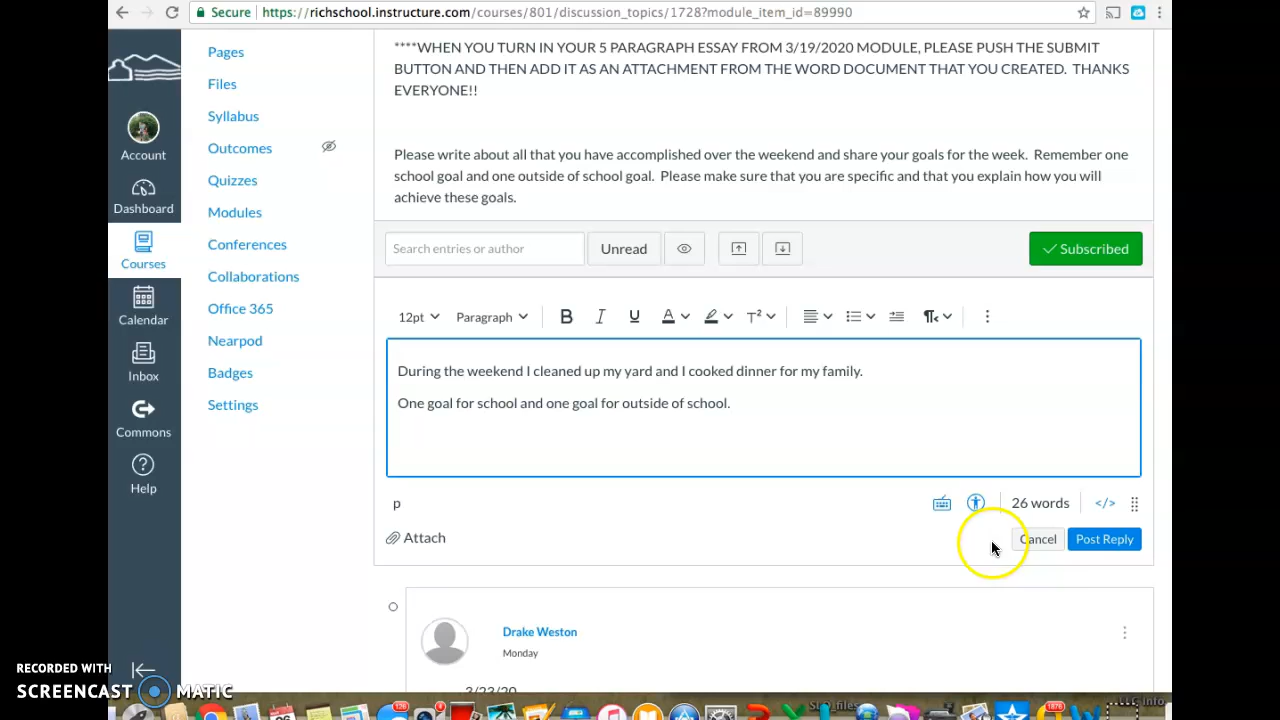 Secure https://richschool.instructure.com/courses/801/discussion_topics/1728?module_item_id=89990
Account
Dashboard
Courses
Calendar
Inbox
Commons
Help
Pages
Files
Syllabus
Outcomes
Quizzes
Modules
Conferences
Collaborations
Office 365
Nearpod
Badges
Settings
****WHEN YOU TURN IN YOUR 5 PARAGRAPH ESSAY FROM 3/19/2020 MODULE, PLEASE PUSH THE SUBMIT
BUTTON AND THEN ADD IT AS AN ATTACHMENT FROM THE WORD DOCUMENT THAT YOU CREATED. THANKS
EVERYONE!!
Please write about all that you have accomplished over the weekend and share your goals for the week. Remember one
school goal and one outside of school goal. Please make sure that you are specific and that you explain how you will
achieve these goals.
Search entries or author Unread Subscribed
12pt Paragraph B I U A T²
During the weekend I cleaned up my yard and I cooked dinner for my family.
One goal for school and one goal for outside of school.
p 26 words </>
Attach Cancel Post Reply
Drake Weston
Monday
3/23/20
RECORDED WITH
SCREENCAST MATIC